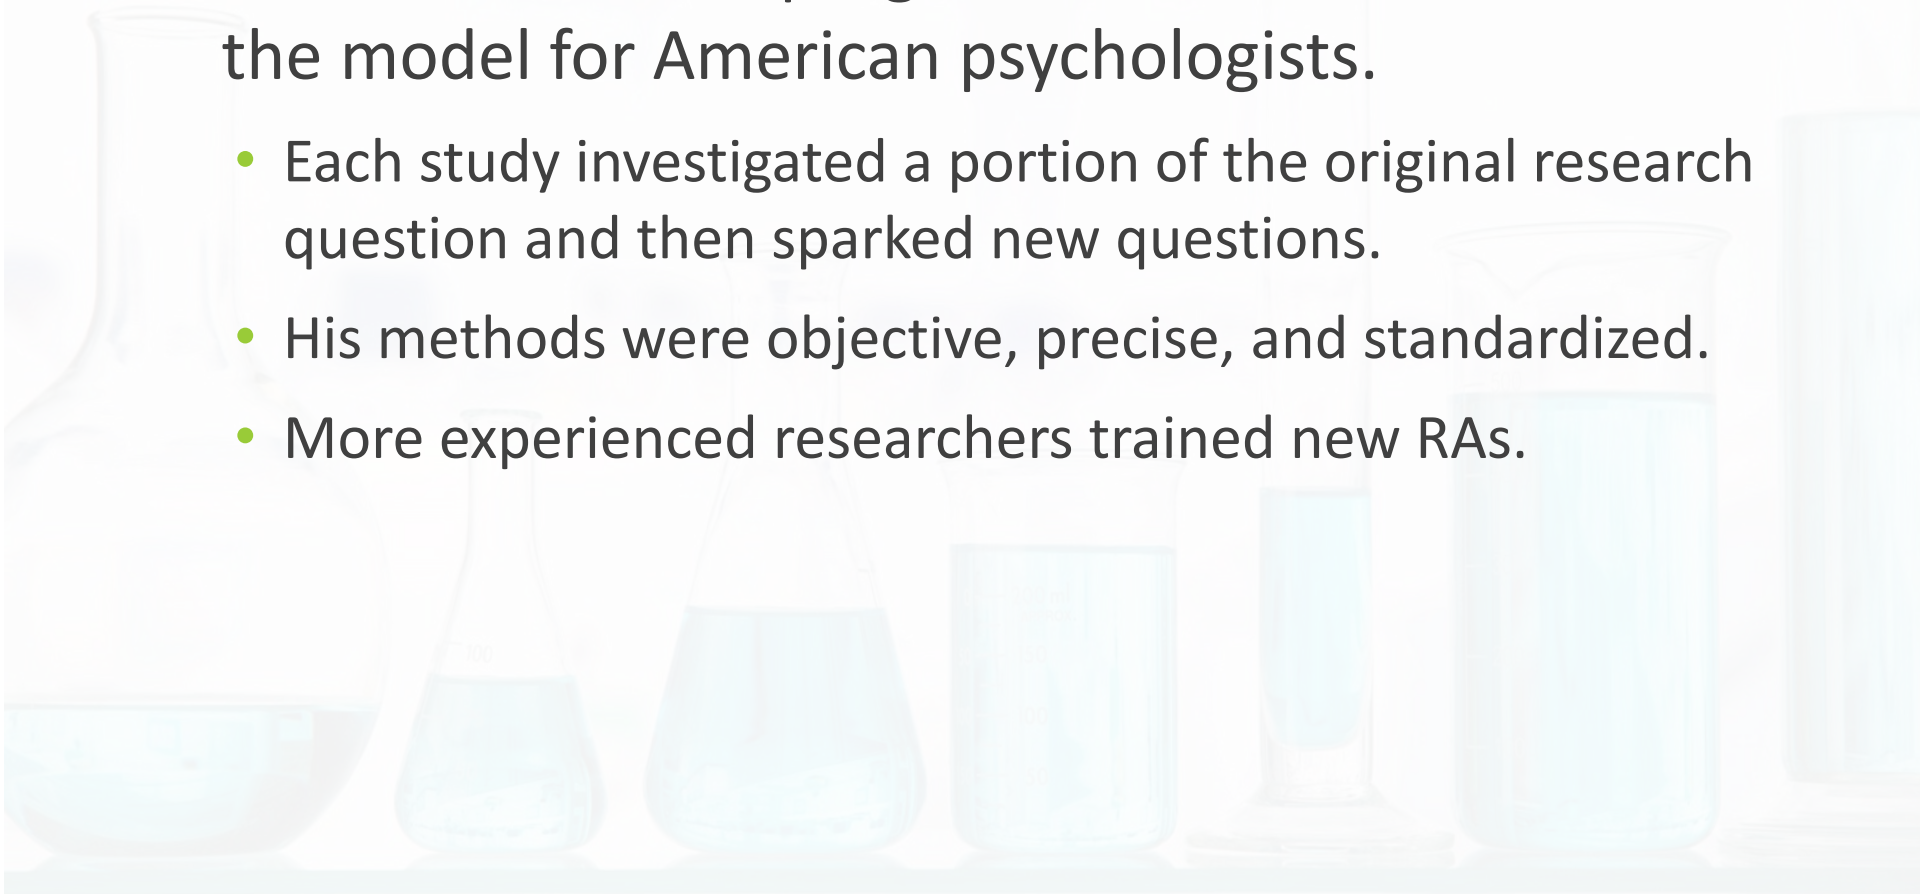 the model for American psychologists.
• Each study investigated a portion of the original research
question and then sparked new questions.
• His methods were objective, precise, and standardized.
• More experienced researchers trained new RAs.